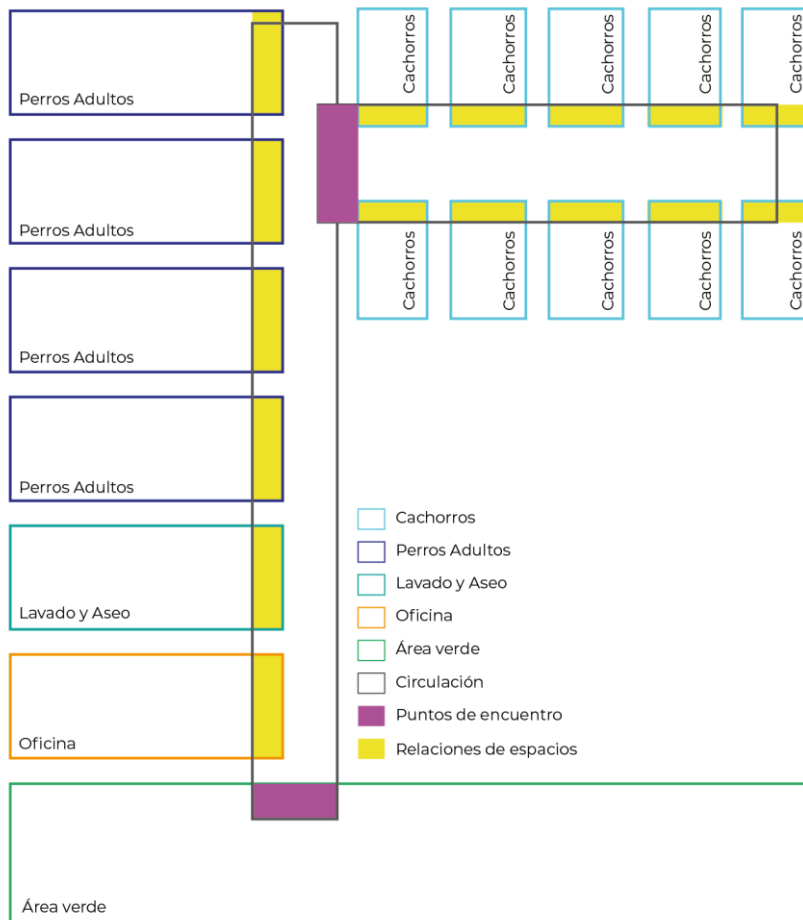 Cachorros
Cachorros
Cachorros
Cachorros
Cachorros
Perros Adultos
Perros Adultos
Cachorros
Cachorros
Cachorros
Cachorros
Cachorros
Perros Adultos
Perros Adultos
Cachorros
Perros Adultos
Lavado y Aseo
Oficina
Área verde
Circulación
Puntos de encuentro
Relaciones de espacios
Lavado y Aseo
Oficina
Área verde